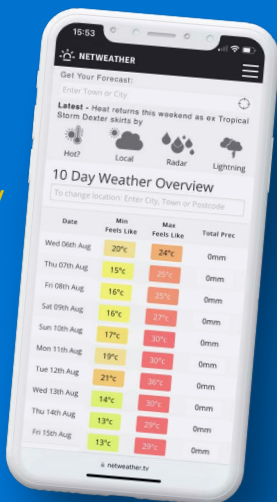 15:53
NETWEATHER
Get Your Forecast:
Enter Town or City
Latest - Heat returns this weekend as ex Tropical
Storm Dexter skirts by
Hot?
Local
Radar
Lightning
10 Day Weather Overview
To change location: Enter City, Town or Postcode
Date Min Feels Like Max Feels Like Total Prec
Wed 06th Aug 20°c 24°c 0mm
Thu 07th Aug 15°c 25°c 0mm
Fri 08th Aug 16°c 25°c 0mm
Sat 09th Aug 16°c 27°c 0mm
Sun 10th Aug 17°c 30°c 0mm
Mon 11th Aug 19°c 30°c 0mm
Tue 12th Aug 21°c 36°c 0mm
Wed 13th Aug 14°c 30°c 0mm
Thu 14th Aug 13°c 29°c 0mm
Fri 15th Aug 13°c 29°c 0mm
netweather.tv